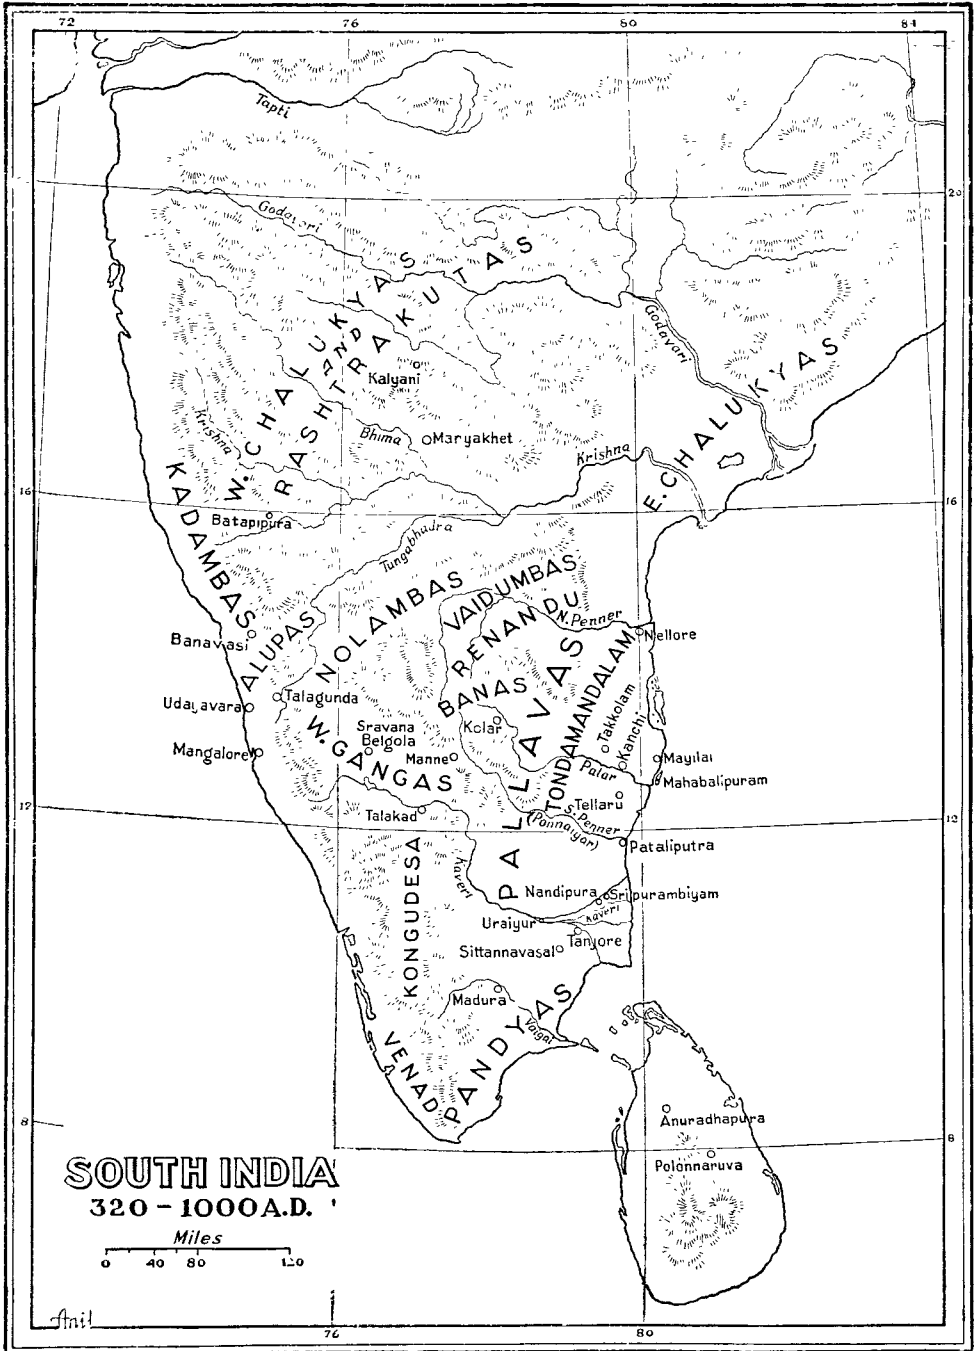 72 76 80 84
Tapti
20
Godavari
W. CHALUKYAS
AND
RASHTRAKUTAS
Kalyani
Godavari
E. CHALUKYAS
Krishna
Bhima
Maryakhet
Krishna
16 16
KADAMBAS
Batapipura
Tungabhadra
NOLAMBAS
VAIDUMBAS
RENANDU
N. Penner
Banavasi
ALUPAS
Nellore
BANAS
PALLAVAS
TONDAMANDALAM
Udayavara
Talagunda
Kolar
Takkolam
Kanchi
W. GANGAS
Sravana
Belgola
Manne
Mangalore
Mayilai
Palar
Mahabalipuram
Tellaru
12 12
Talakad
S. Penner
(Ponnaiyar)
Pataliputra
KONGUDESA
Kaveri
Nandipura
Sripurambiyam
Kaveri
Uraiyur
Tanjore
Sittannavasal
Madura
Vaigai
PANDYAS
VENAD
8 8
Anuradhapura
Polonnaruva
SOUTH INDIA
320 - 1000 A.D.
Miles
0 40 80 120
Anil
76 80